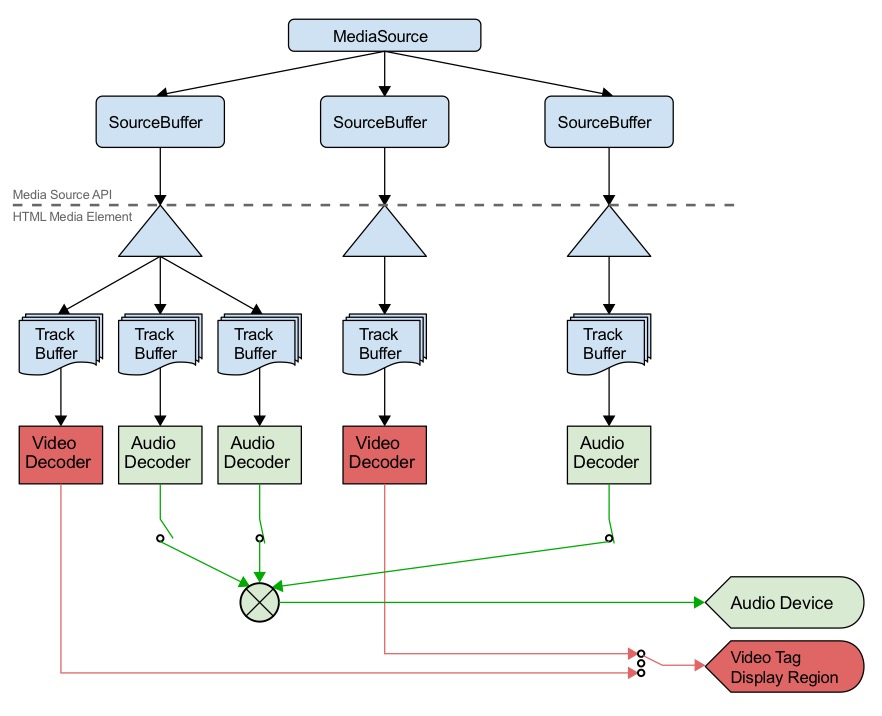 MediaSource
SourceBuffer
SourceBuffer
SourceBuffer
Media Source API
HTML Media Element
Track
Buffer
Track
Buffer
Track
Buffer
Track
Buffer
Track
Buffer
Video
Decoder
Audio
Decoder
Audio
Decoder
Video
Decoder
Audio
Decoder
Audio Device
Video Tag
Display Region